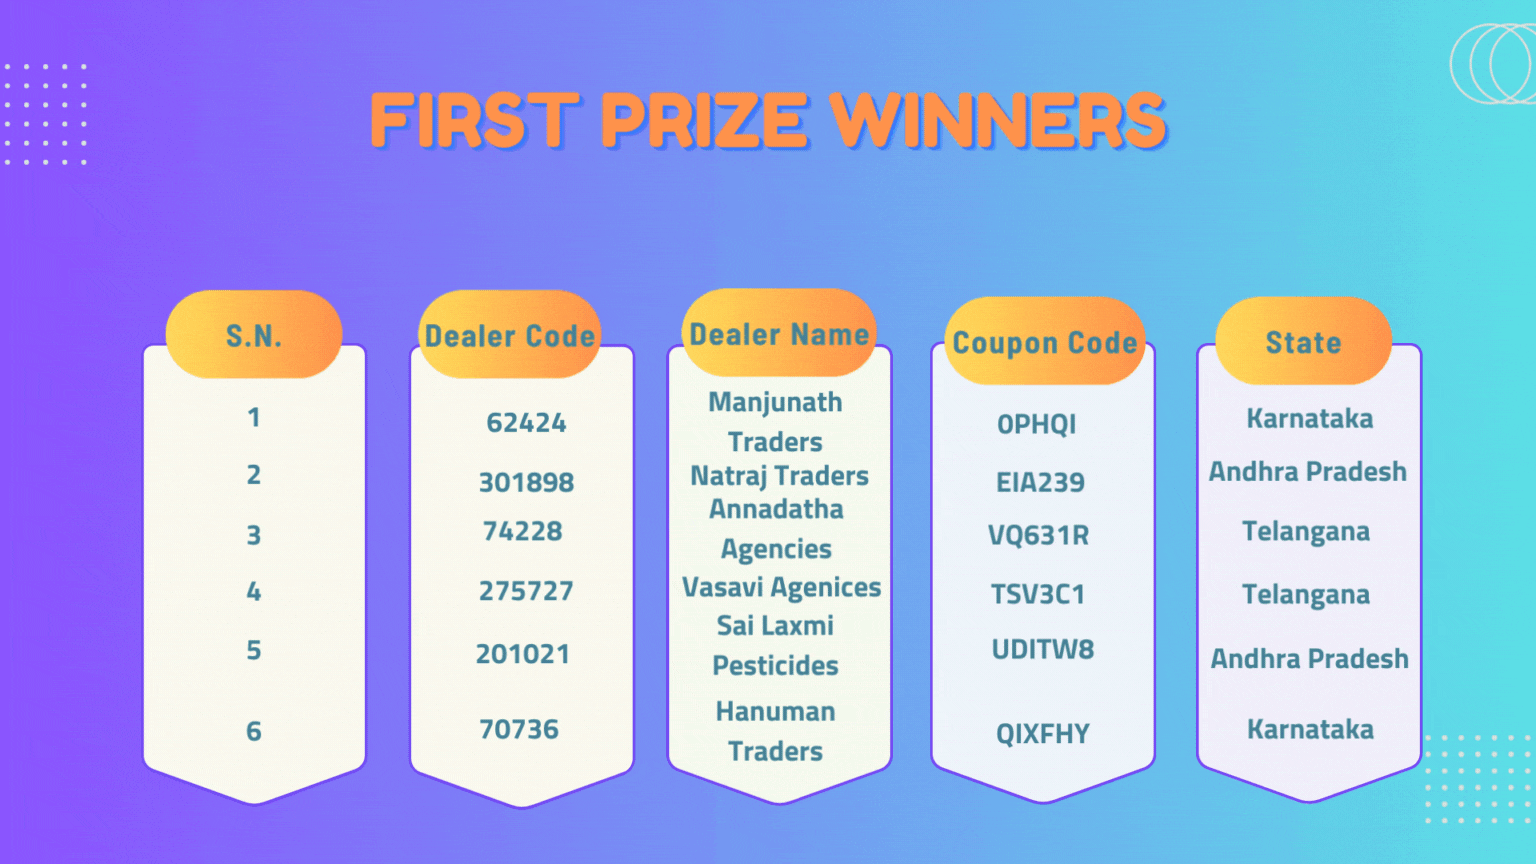 FIRST PRIZE WINNERS
S.N. Dealer Code Dealer Name Coupon Code State
1 62424 Manjunath Traders 0PHQI Karnataka
2 301898 Natraj Traders EIA239 Andhra Pradesh
3 74228 Annadatha Agencies VQ631R Telangana
4 275727 Vasavi Agenices TSV3C1 Telangana
5 201021 Sai Laxmi Pesticides UDITW8 Andhra Pradesh
6 70736 Hanuman Traders QIXFHY Karnataka